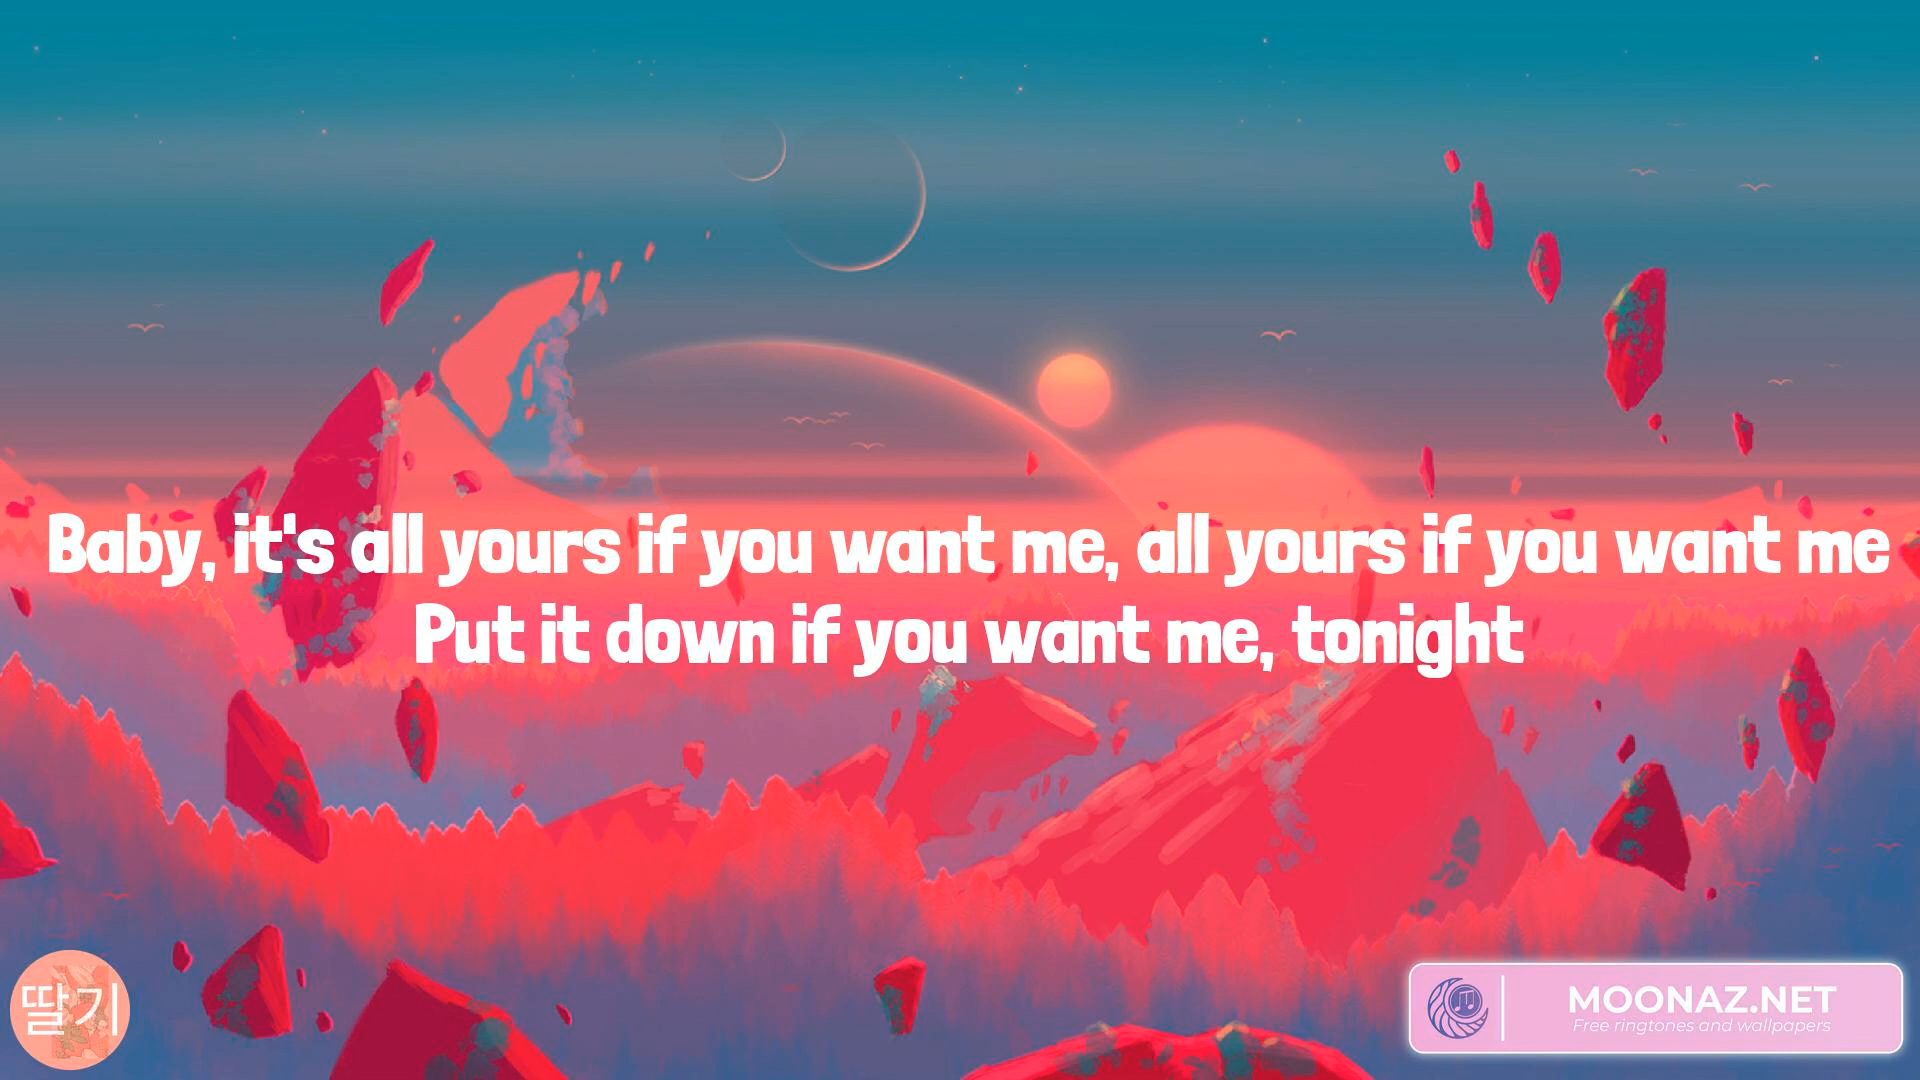 Baby, it's all yours if you want me, all yours if you want me
Put it down if you want me, tonight
딸기
MOONAZ.NET
Free ringtones and wallpapers